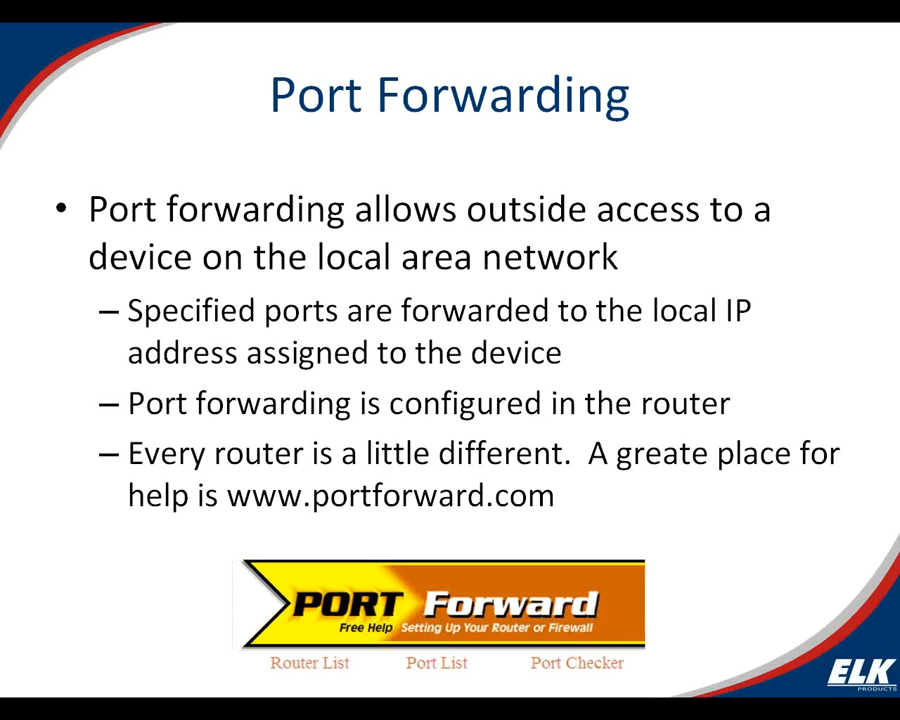 Port Forwarding
• Port forwarding allows outside access to a
device on the local area network
– Specified ports are forwarded to the local IP
address assigned to the device
– Port forwarding is configured in the router
– Every router is a little different.  A greate place for
help is www.portforward.com
PORT Forward
Free Help Setting Up Your Router or Firewall
Router List Port List Port Checker
ELK
PRODUCTS